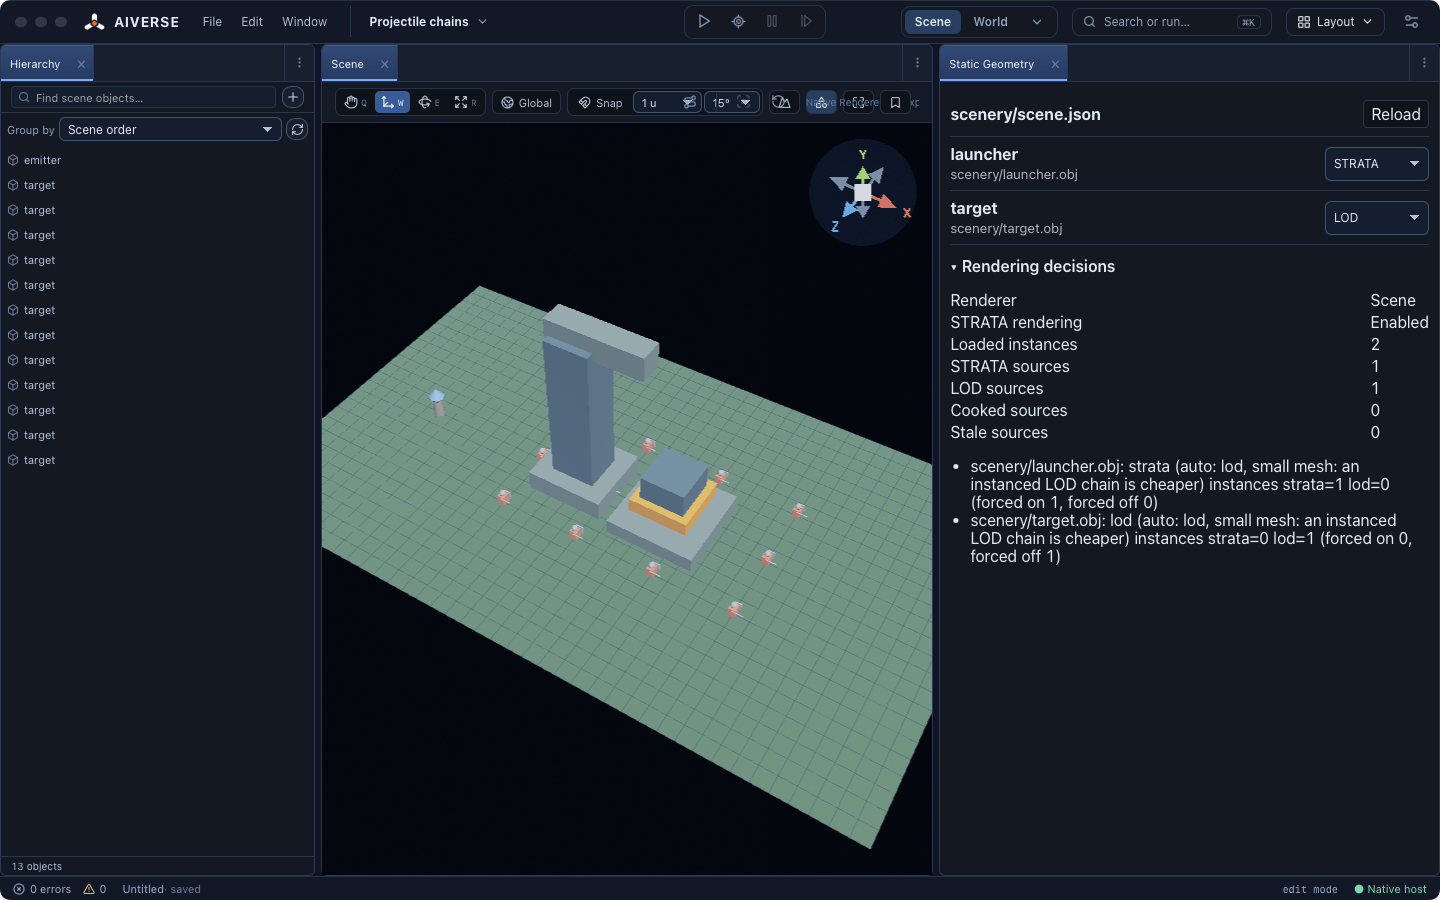 AIVERSE File Edit Window Projectile chains Scene World Search or run... ⌘K Layout
Hierarchy
Find scene objects...
Group by Scene order
emitter
target
target
target
target
target
target
target
target
target
target
target
target
13 objects
Scene
Q W E R Global Snap 1 u 15°
Y
X
Z
Static Geometry
scenery/scene.json Reload
launcher
scenery/launcher.obj STRATA
target
scenery/target.obj LOD
▾ Rendering decisions
Renderer Scene
STRATA rendering Enabled
Loaded instances 2
STRATA sources 1
LOD sources 1
Cooked sources 0
Stale sources 0
• scenery/launcher.obj: strata (auto: lod, small mesh: an
instanced LOD chain is cheaper) instances strata=1 lod=0
(forced on 1, forced off 0)
• scenery/target.obj: lod (auto: lod, small mesh: an instanced
LOD chain is cheaper) instances strata=0 lod=1 (forced on 0,
forced off 1)
0 errors 0 Untitled · saved edit mode Native host